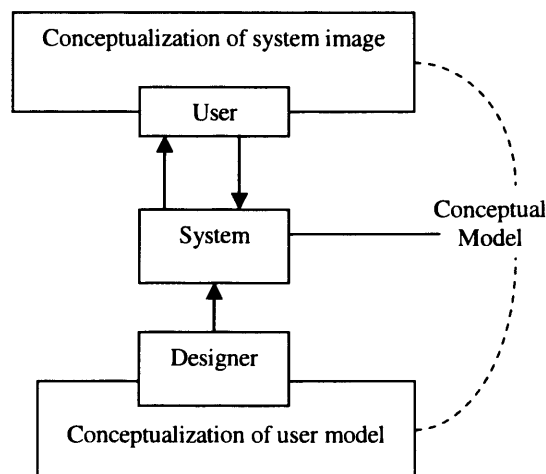 Conceptualization of system image
User
System
Conceptual
Model
Designer
Conceptualization of user model